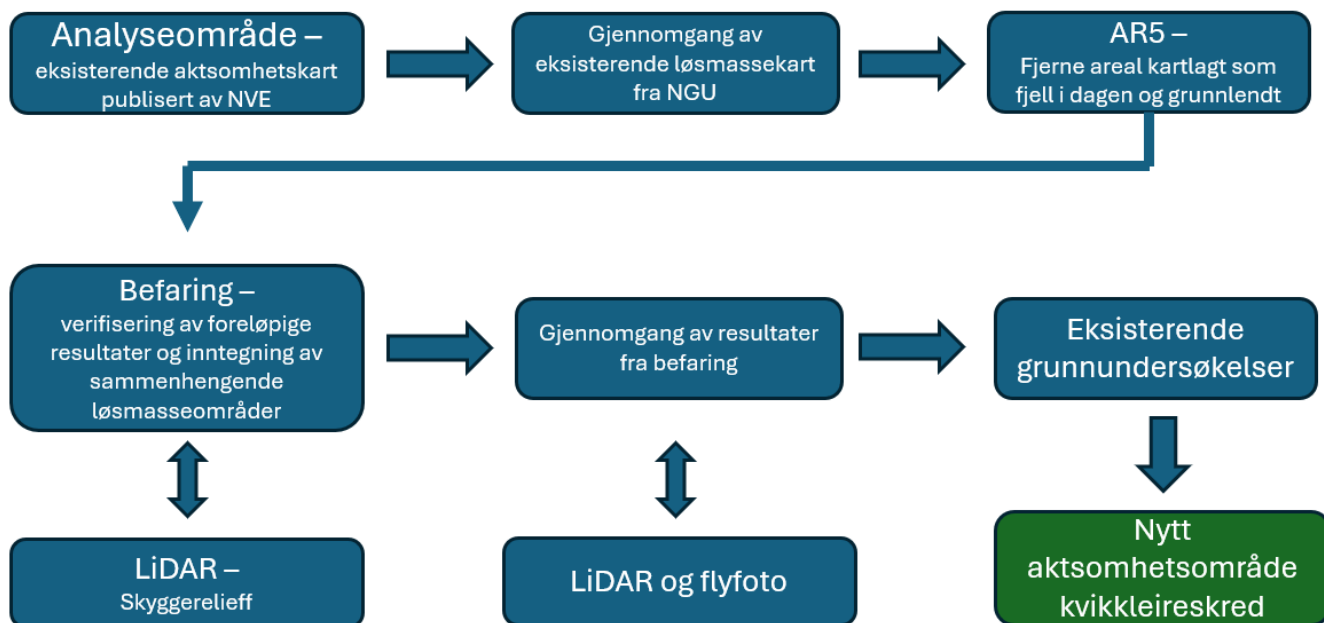 Analyseområde –
eksisterende aktsomhetskart
publisert av NVE
Gjennomgang av
eksisterende løsmassekart
fra NGU
AR5 –
Fjerne areal kartlagt som
fjell i dagen og grunnlendt
Befaring –
verifisering av foreløpige
resultater og inntegning av
sammenhengende
løsmasseområder
Gjennomgang av resultater
fra befaring
Eksisterende
grunnundersøkelser
LiDAR –
Skyggerelieff
LiDAR og flyfoto
Nytt
aktsomhetsområde
kvikkleireskred